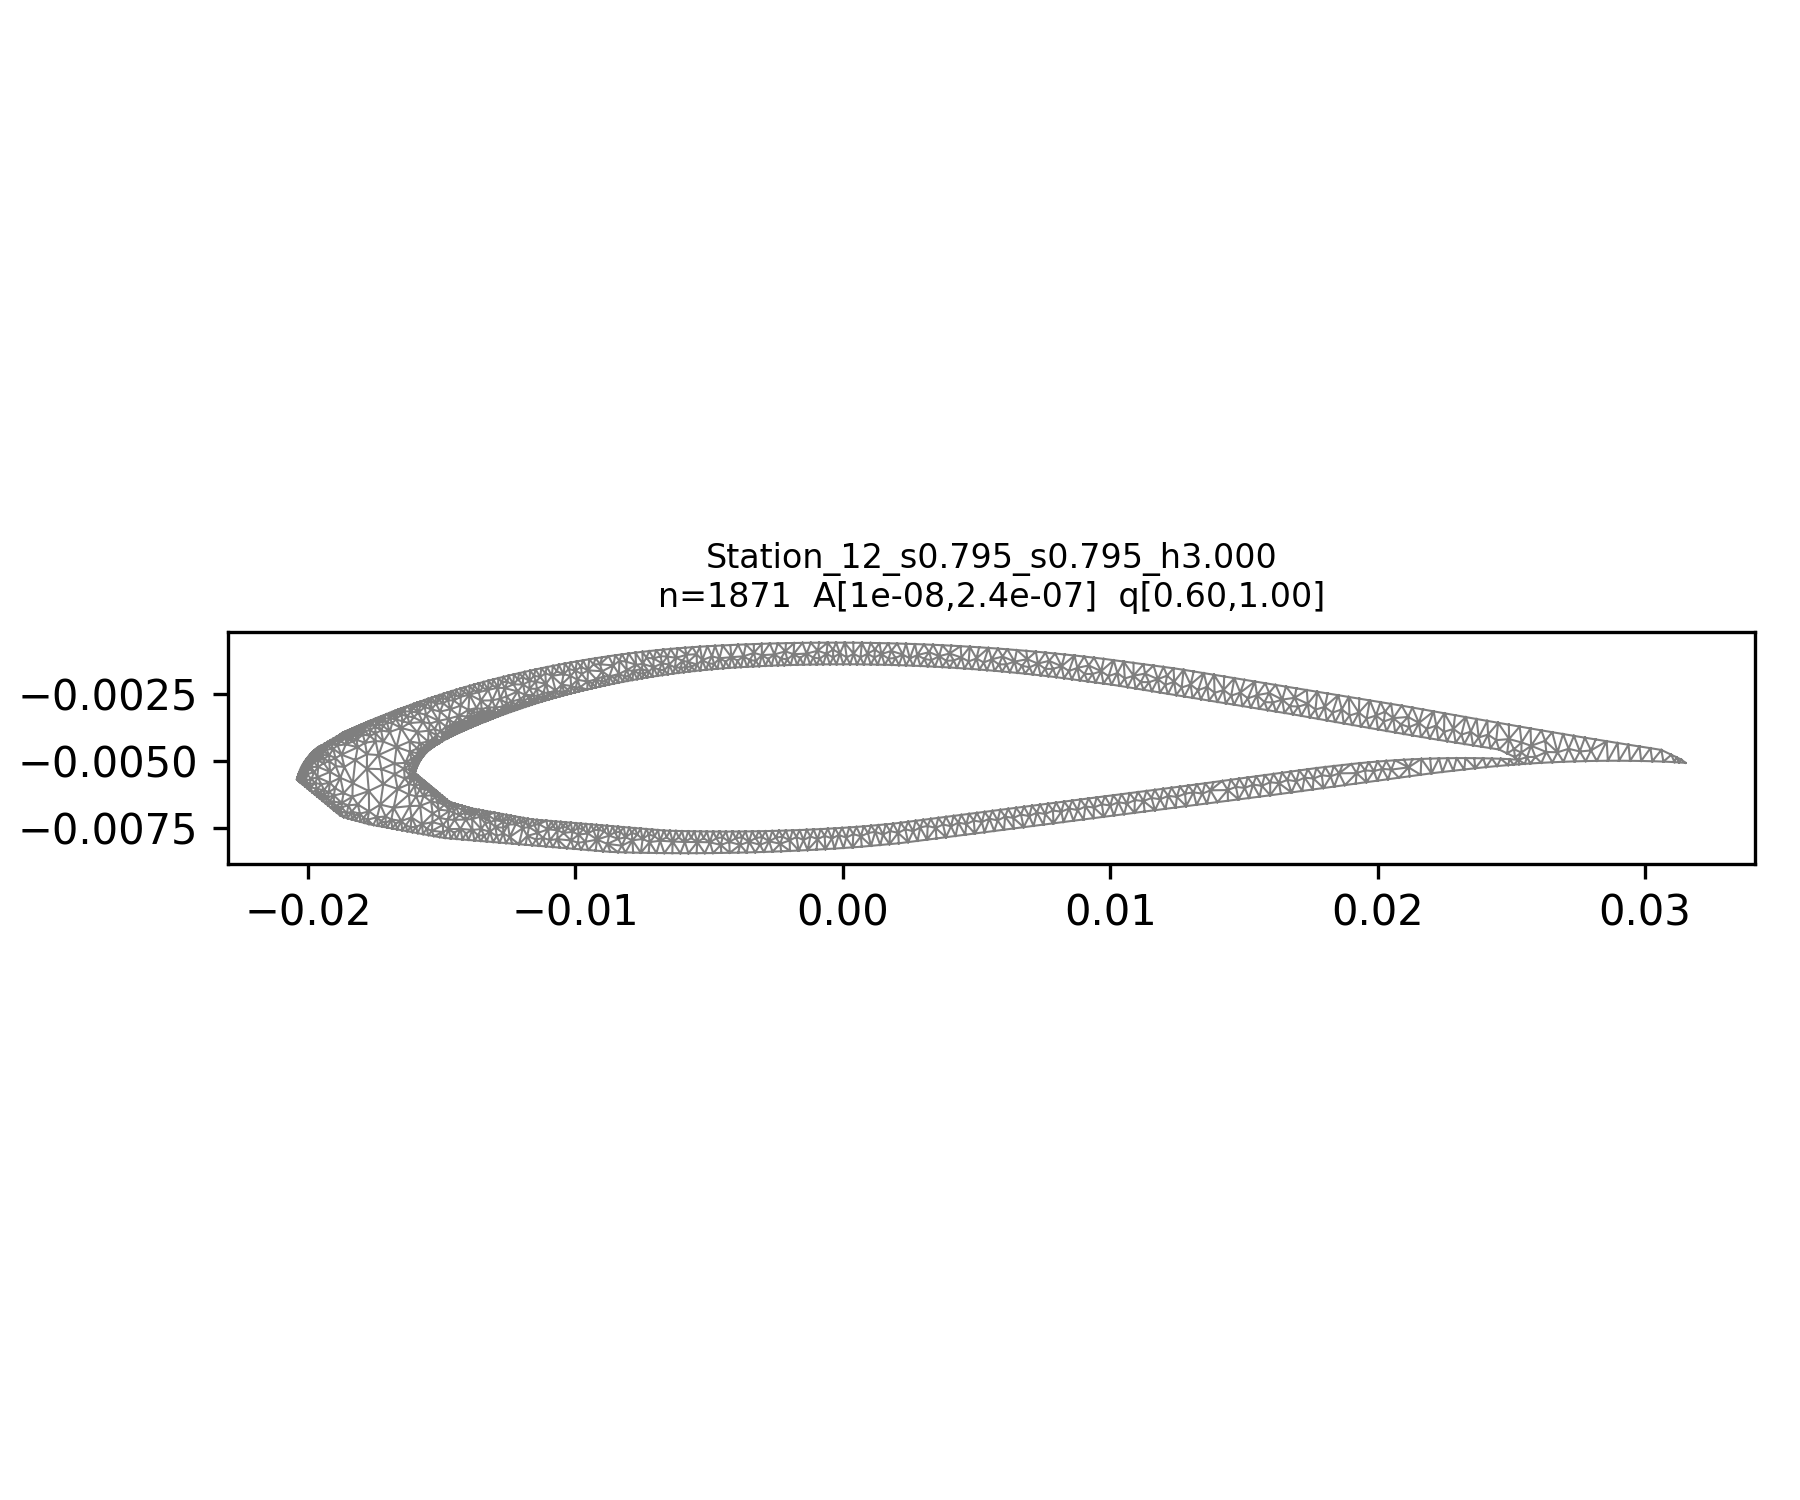 Station_12_s0.795_s0.795_h3.000
n=1871 A[1e-08,2.4e-07] q[0.60,1.00]
−0.0025
−0.0050
−0.0075
−0.02 −0.01 0.00 0.01 0.02 0.03